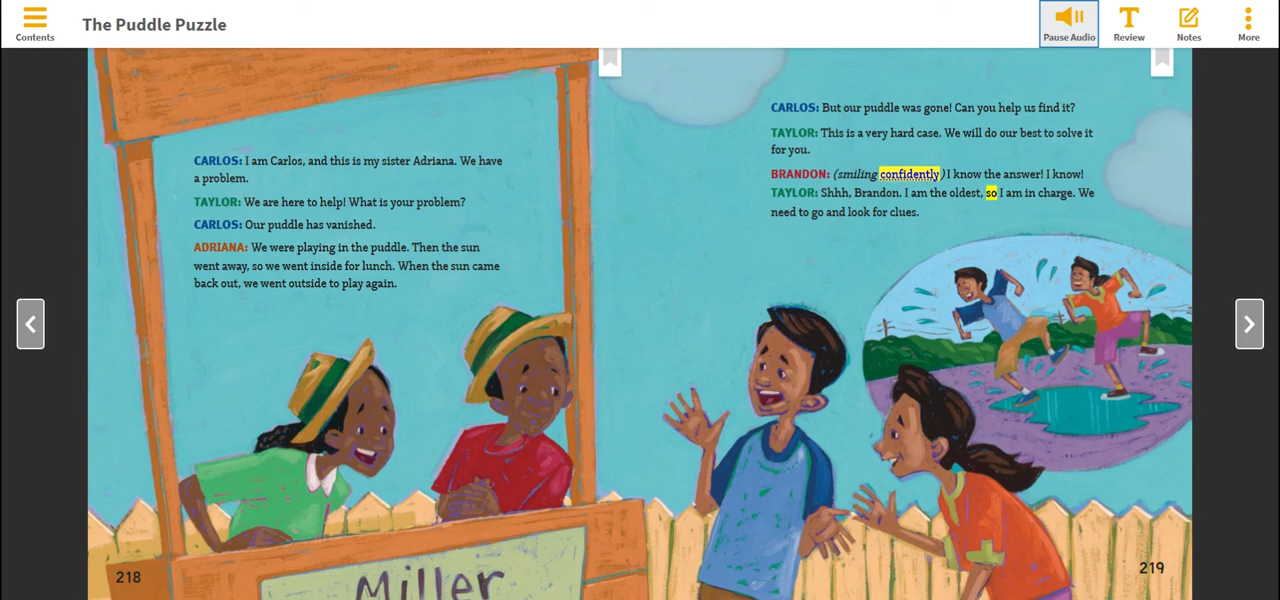 Contents
The Puddle Puzzle
Pause Audio
Review
Notes
More
CARLOS: I am Carlos, and this is my sister Adriana. We have
a problem.
TAYLOR: We are here to help! What is your problem?
CARLOS: Our puddle has vanished.
ADRIANA: We were playing in the puddle. Then the sun
went away, so we went inside for lunch. When the sun came
back out, we went outside to play again.
CARLOS: But our puddle was gone! Can you help us find it?
TAYLOR: This is a very hard case. We will do our best to solve it
for you.
BRANDON: (smiling confidently) I know the answer! I know!
TAYLOR: Shhh, Brandon. I am the oldest, so I am in charge. We
need to go and look for clues.
Miller
218
219